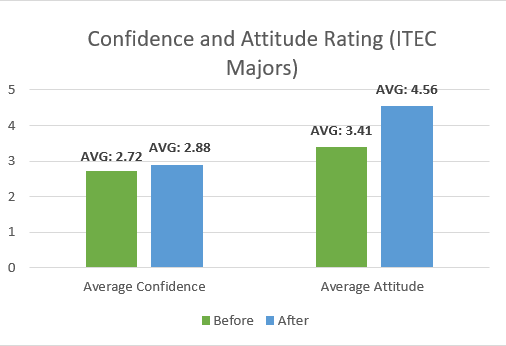 Confidence and Attitude Rating (ITEC
Majors)
5
4
3
2
1
0
AVG: 2.72
AVG: 2.88
AVG: 3.41
AVG: 4.56
Average Confidence
Average Attitude
Before
After